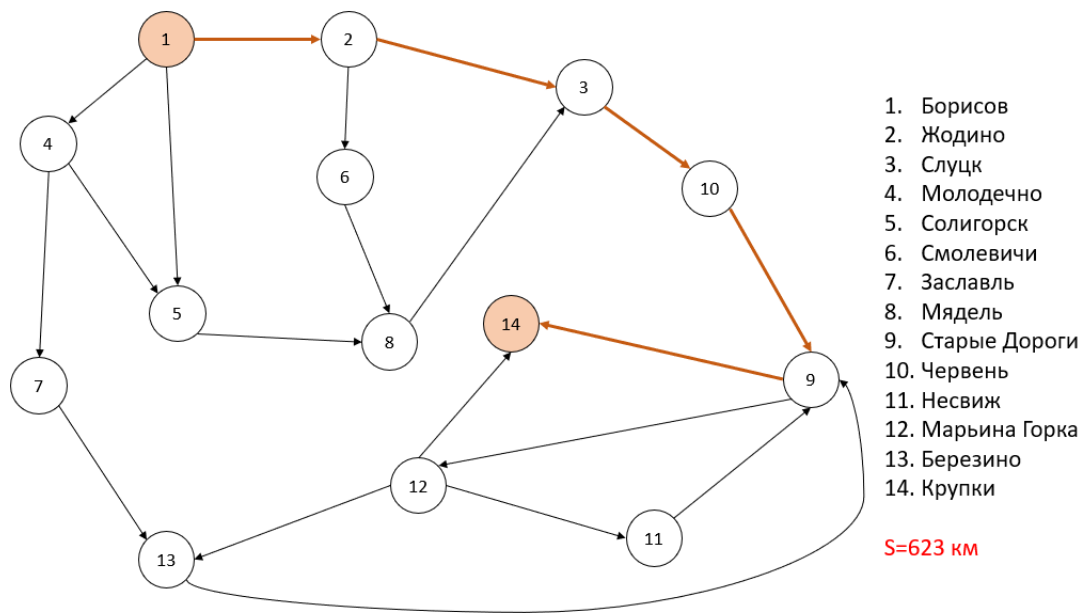 1
2
3
4
6
10
5
8
14
7
9
12
11
13
1. Борисов
2. Жодино
3. Слуцк
4. Молодечно
5. Солигорск
6. Смолевичи
7. Заславль
8. Мядель
9. Старые Дороги
10. Червень
11. Несвиж
12. Марьина Горка
13. Березино
14. Крупки
S=623 км